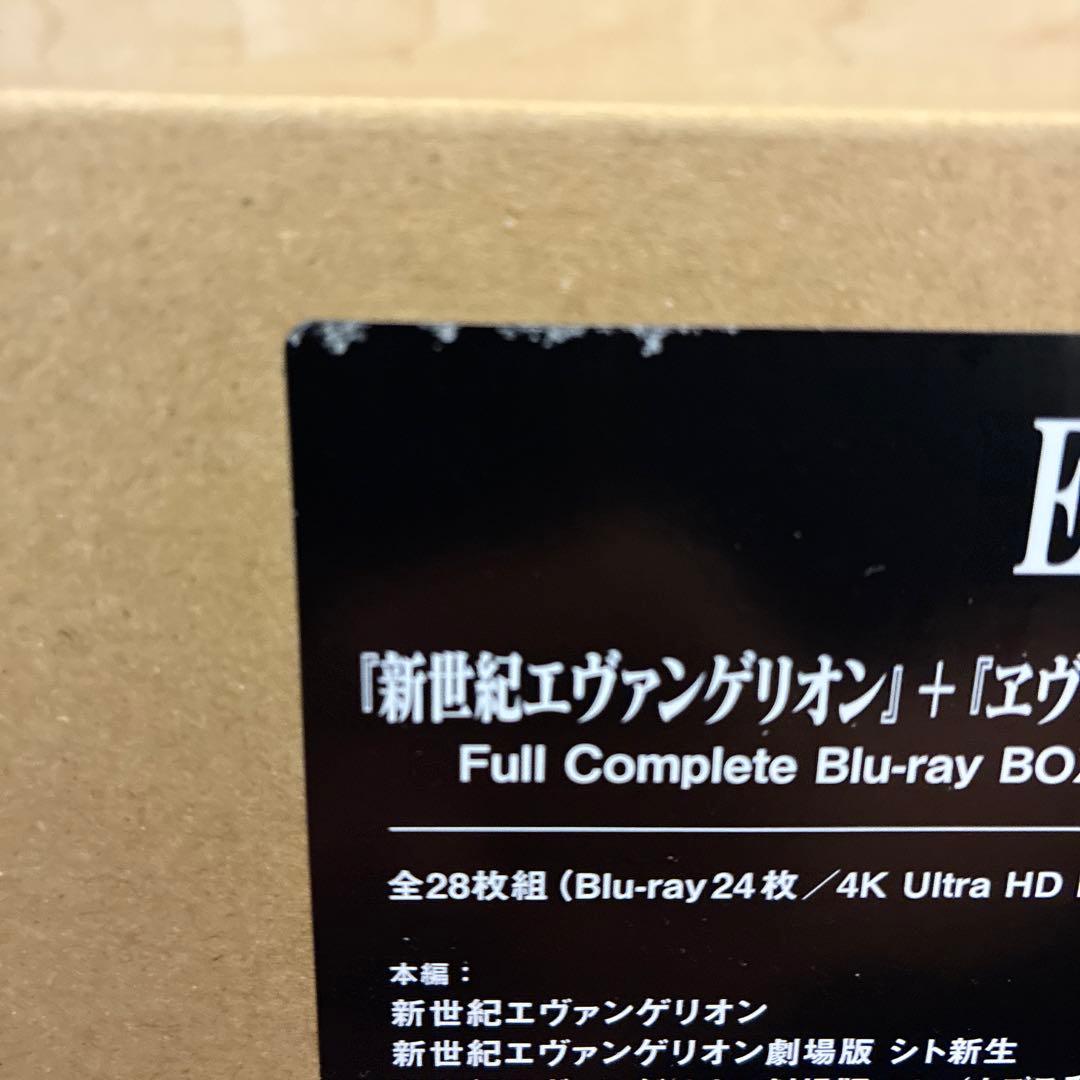 E
『新世紀エヴァンゲリオン』+『ヱヴ
Full Complete Blu-ray BOX
全28枚組(Blu-ray24枚/4K Ultra HD
本編:
新世紀エヴァンゲリオン
新世紀エヴァンゲリオン劇場版 シト新生